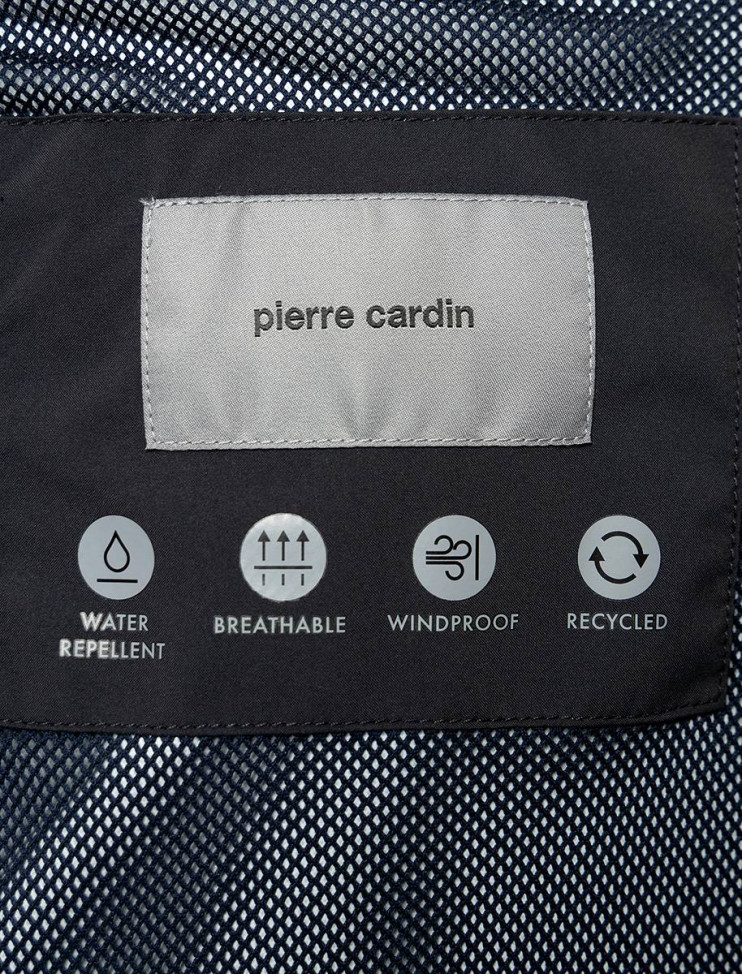 pierre cardin
WATER
REPELLENT
BREATHABLE
WINDPROOF
RECYCLED